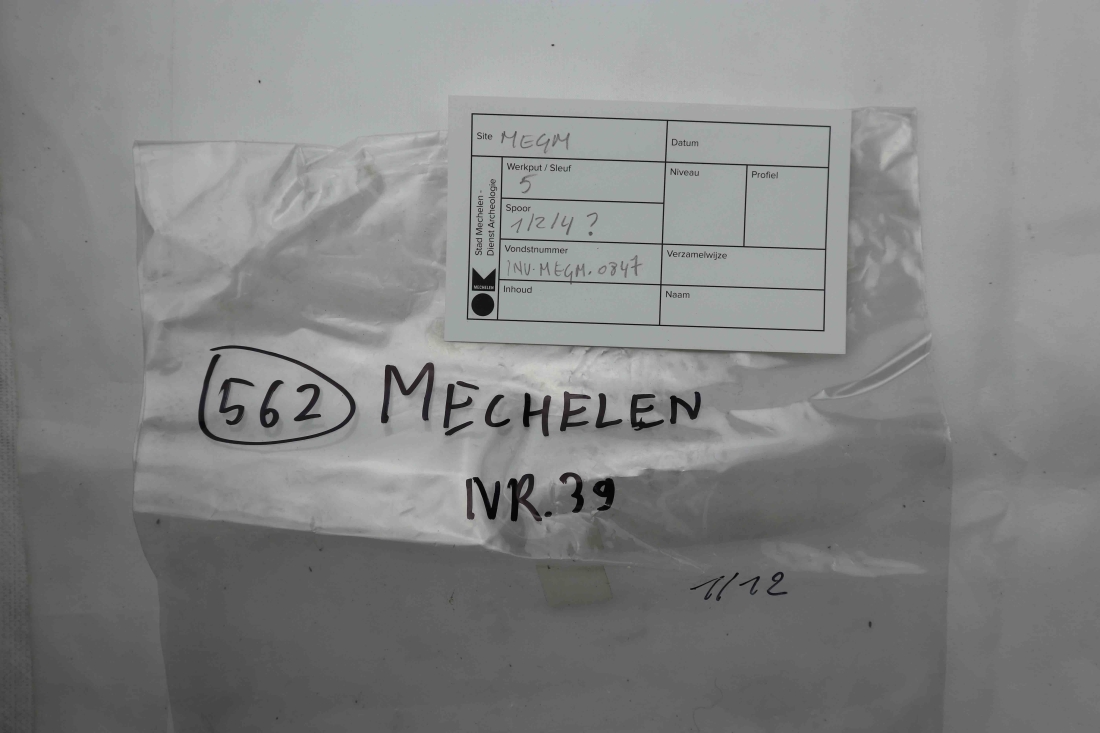 Site MEGM
Datum
Stad Mechelen -
Dienst Archeologie
MECHELEN
Werkput / Sleuf
5
Niveau
Profiel
Spoor
1/2/4 ?
Vondstnummer
INV.MEGM.0847
Verzamelwijze
Inhoud
Naam
562 MECHELEN
NR.39
1/12